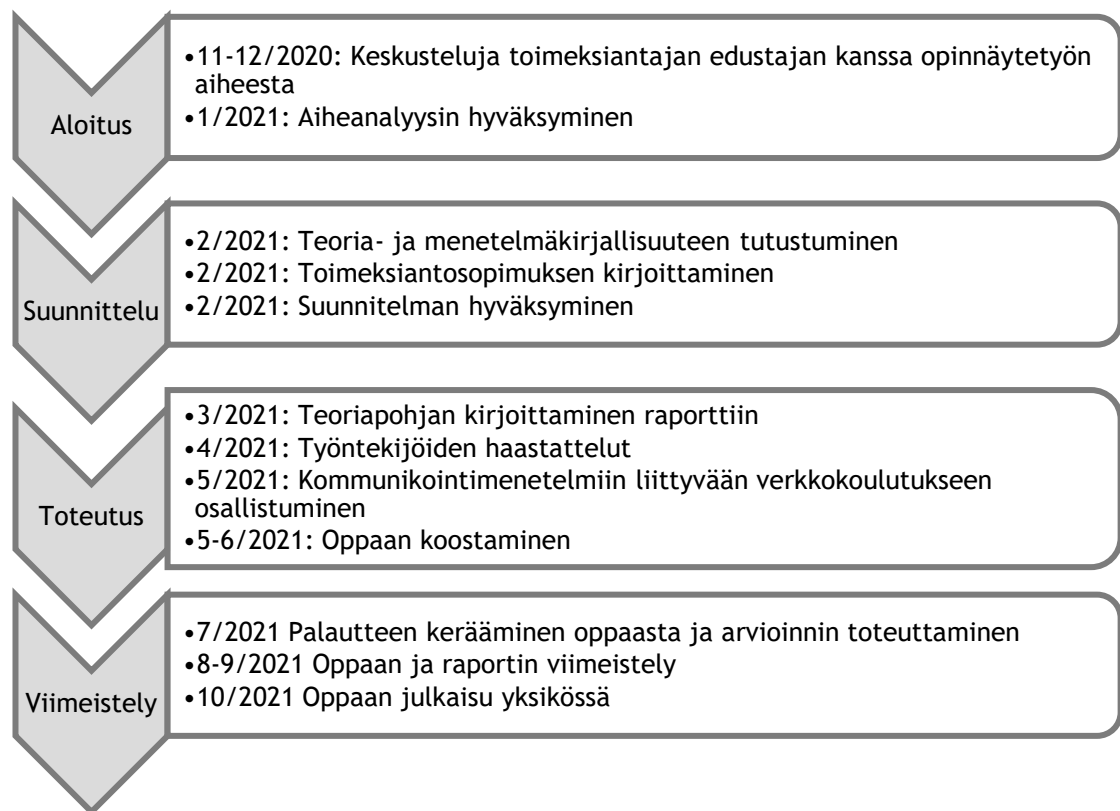 Aloitus
•11-12/2020: Keskusteluja toimeksiantajan edustajan kanssa opinnäytetyön
aiheesta
•1/2021: Aiheanalyysin hyväksyminen
Suunnittelu
•2/2021: Teoria- ja menetelmäkirjallisuuteen tutustuminen
•2/2021: Toimeksiantosopimuksen kirjoittaminen
•2/2021: Suunnitelman hyväksyminen
Toteutus
•3/2021: Teoriapohjan kirjoittaminen raporttiin
•4/2021: Työntekijöiden haastattelut
•5/2021: Kommunikointimenetelmiin liittyvään verkkokoulutukseen
osallistuminen
•5-6/2021: Oppaan koostaminen
Viimeistely
•7/2021 Palautteen kerääminen oppaasta ja arvioinnin toteuttaminen
•8-9/2021 Oppaan ja raportin viimeistely
•10/2021 Oppaan julkaisu yksikössä